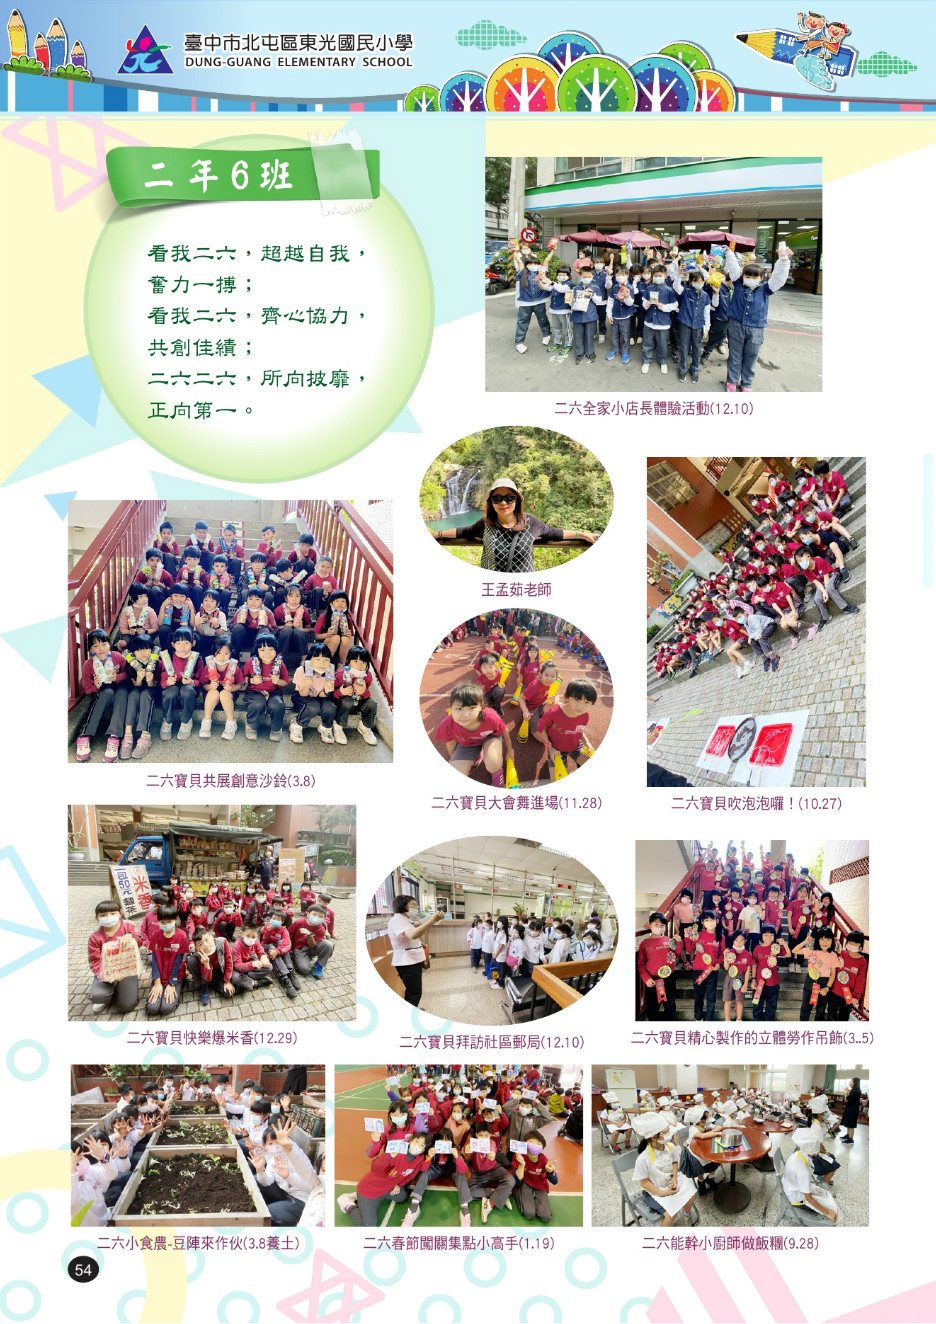 臺中市北屯區東光國民小學
DUNG-GUANG ELEMENTARY SCHOOL
二年6班
看我二六，超越自我，
奮力一搏；
看我二六，齊心協力，
共創佳績；
二六二六，所向披靡，
正向第一。
二六全家小店長體驗活動(12.10)
王孟茹老師
二六寶貝共展創意沙鈴(3.8)
二六寶貝大會舞進場(11.28)
二六寶貝吹泡泡囉！(10.27)
米香
一包50元
二六寶貝快樂爆米香(12.29)
二六寶貝拜訪社區郵局(12.10)
二六寶貝精心製作的立體勞作吊飾(3..5)
二六小食農-豆陣來作伙(3.8養土)
二六春節闖關集點小高手(1.19)
二六能幹小廚師做飯糰(9.28)
54